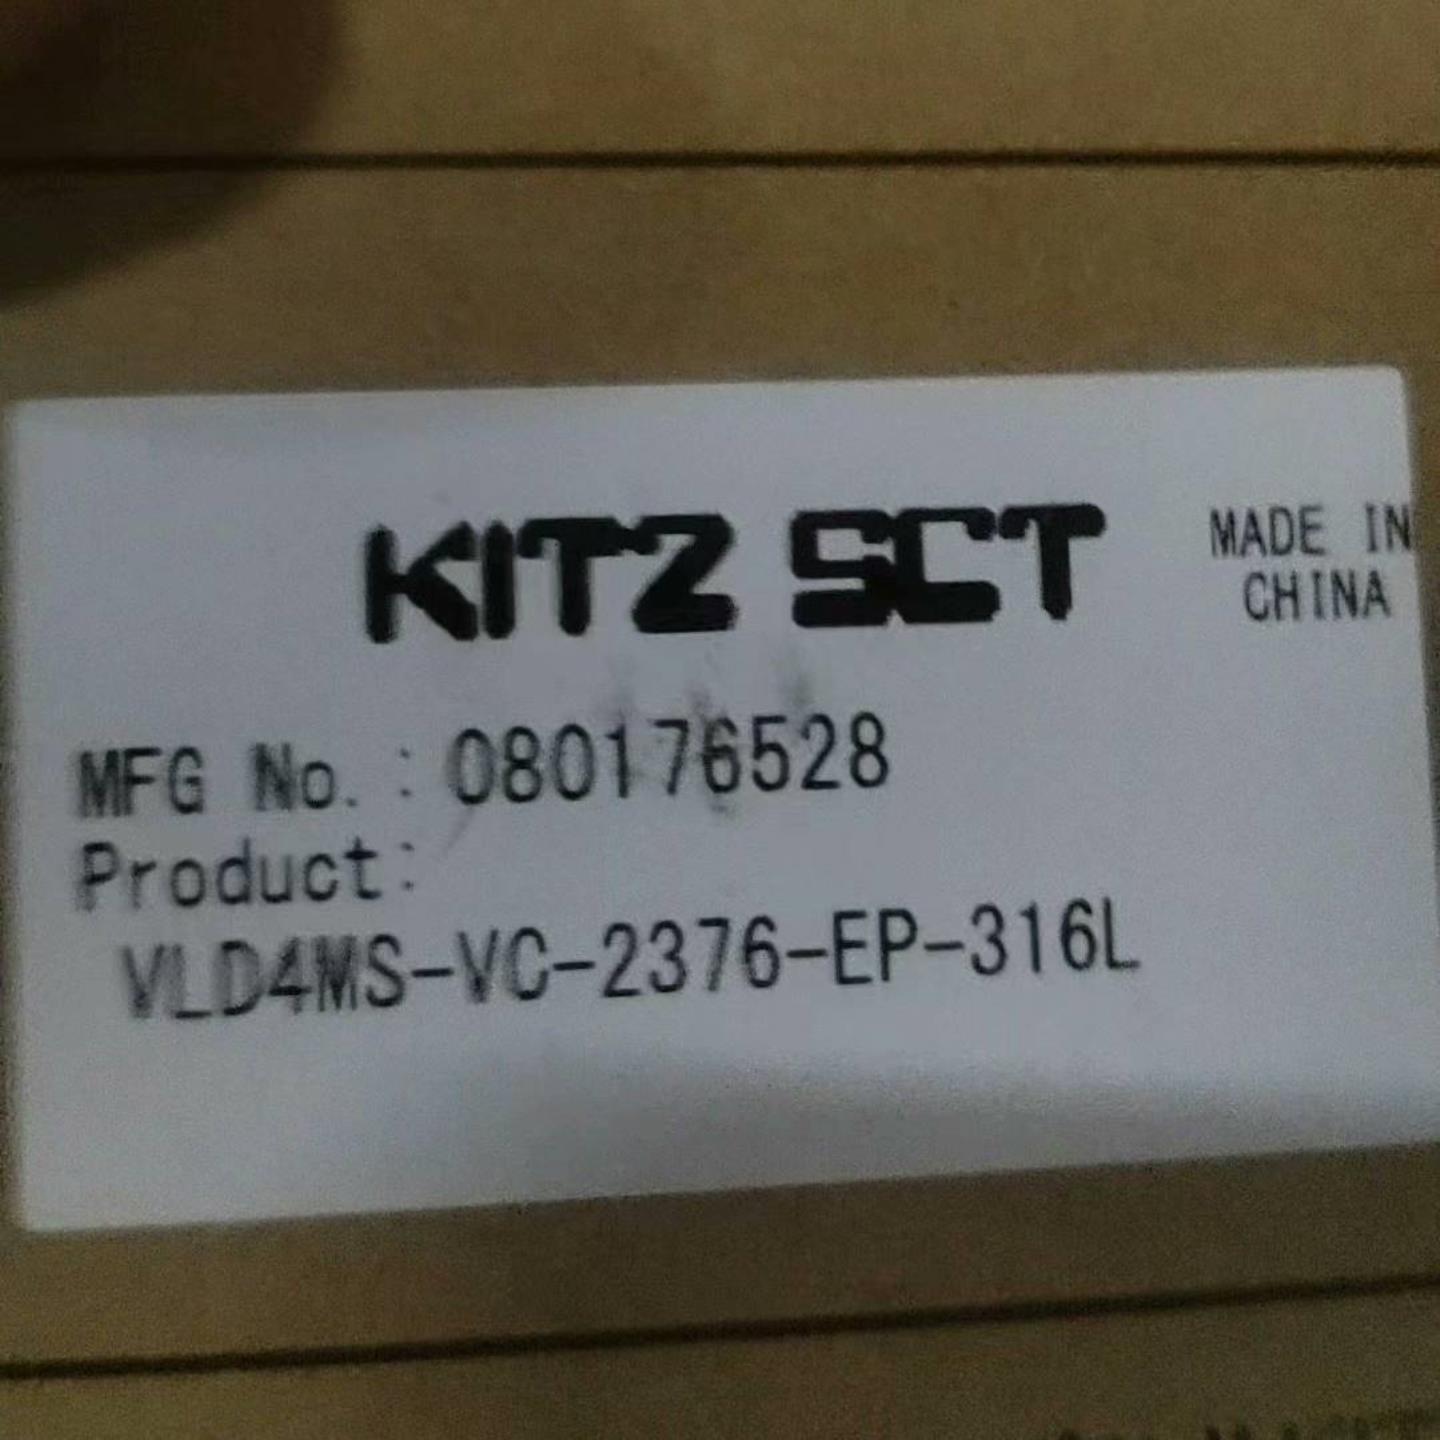 KITZ SCT
MADE IN
CHINA
MFG No.:080176528
Product:
VLD4MS-VC-2376-EP-316L